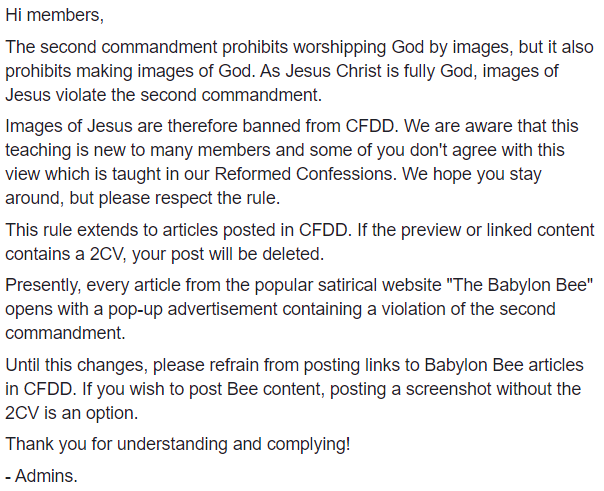 Hi members,
The second commandment prohibits worshipping God by images, but it also
prohibits making images of God. As Jesus Christ is fully God, images of
Jesus violate the second commandment.
Images of Jesus are therefore banned from CFDD. We are aware that this
teaching is new to many members and some of you don't agree with this
view which is taught in our Reformed Confessions. We hope you stay
around, but please respect the rule.
This rule extends to articles posted in CFDD. If the preview or linked content
contains a 2CV, your post will be deleted.
Presently, every article from the popular satirical website "The Babylon Bee"
opens with a pop-up advertisement containing a violation of the second
commandment.
Until this changes, please refrain from posting links to Babylon Bee articles
in CFDD. If you wish to post Bee content, posting a screenshot without the
2CV is an option.
Thank you for understanding and complying!
- Admins.